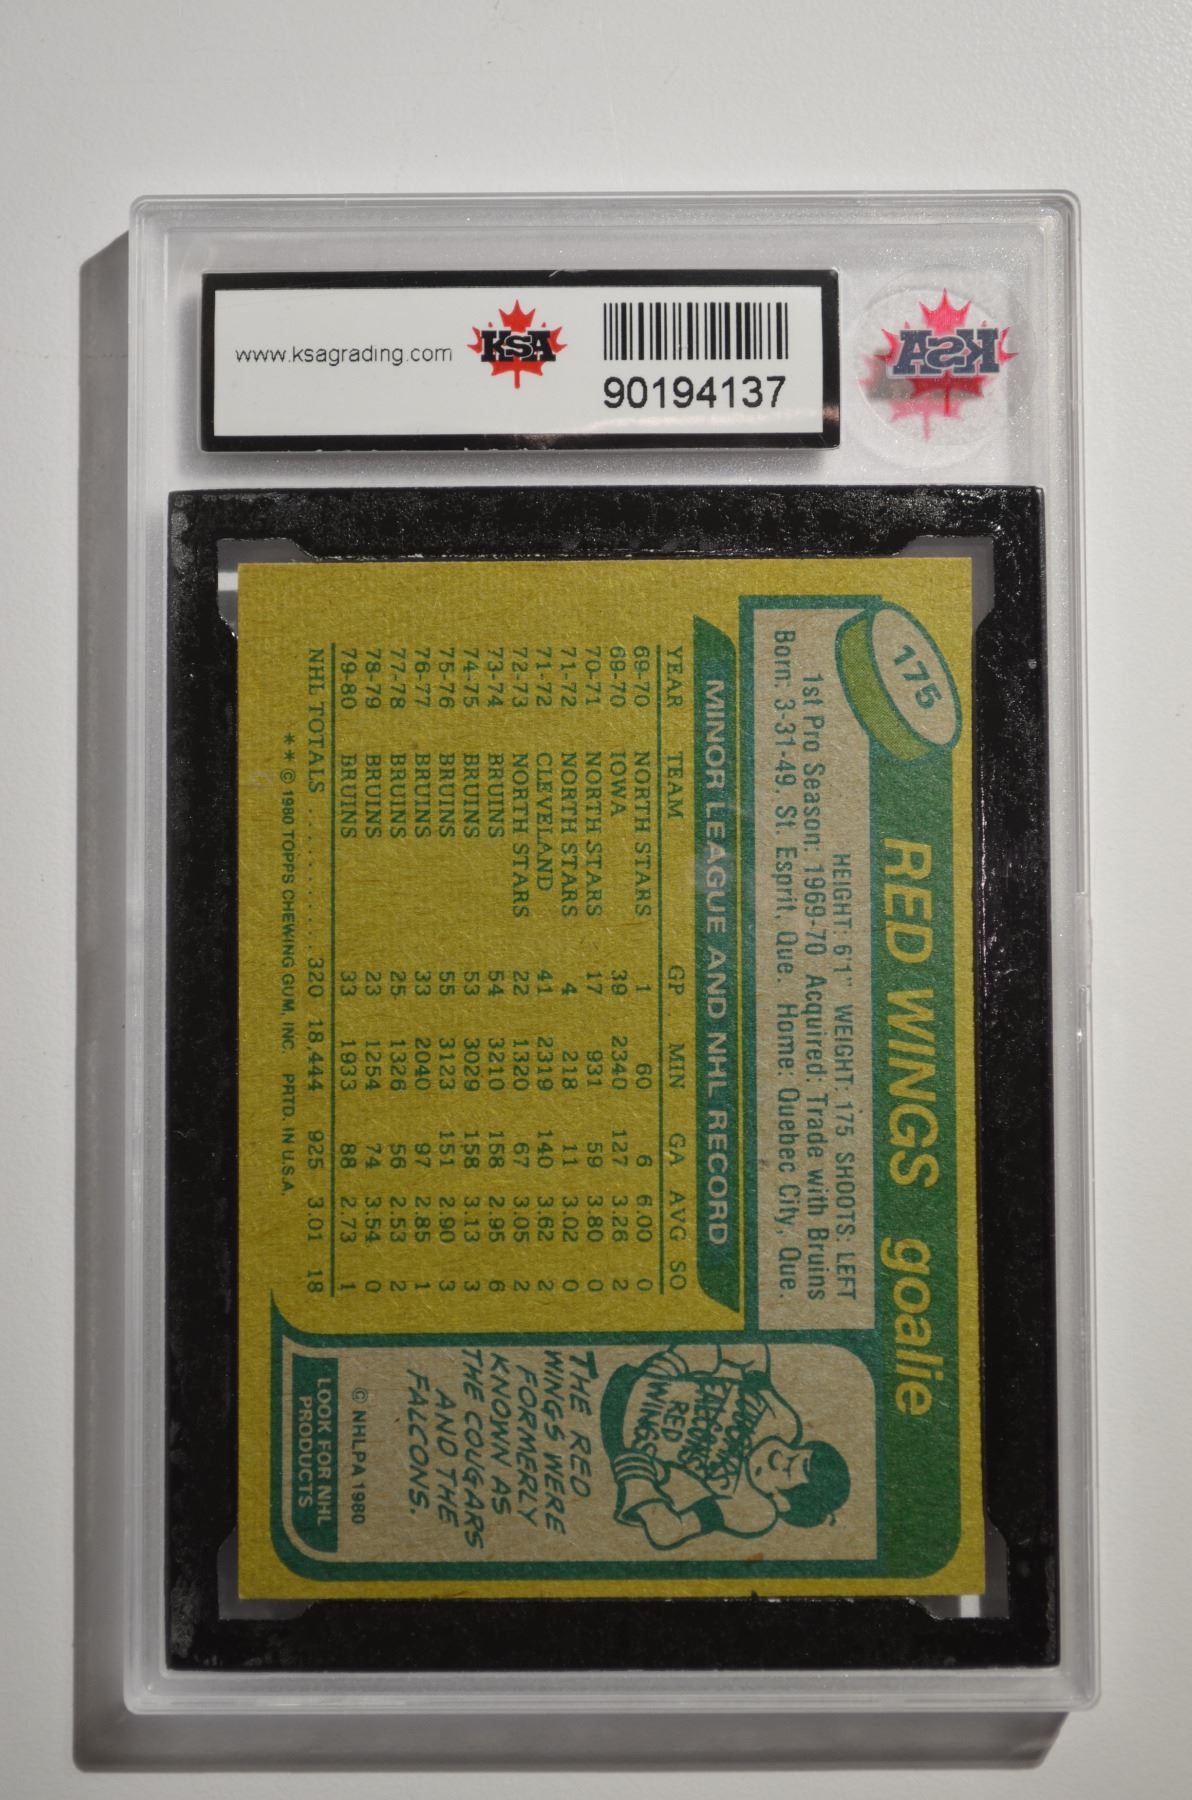 www.ksagrading.com
KSA
90194137
KSA
175
RED WINGS goalie
HEIGHT: 6'1" WEIGHT: 175 SHOOTS: LEFT
1st Pro Season: 1969-70 Acquired: Trade with Bruins
Born: 3-31-49, St. Esprit, Que. Home: Quebec City, Que.
MINOR LEAGUE AND NHL RECORD
YEAR TEAM GP MIN GA AVG SO
69-70 NORTH STARS 1 60 6 6.00 0
69-70 IOWA 39 2340 127 3.26 2
70-71 NORTH STARS 17 931 59 3.80 0
71-72 NORTH STARS 4 218 11 3.02 0
71-72 CLEVELAND 41 2319 140 3.62 2
72-73 NORTH STARS 22 1320 67 3.05 2
73-74 BRUINS 54 3210 158 2.95 6
74-75 BRUINS 53 3029 158 3.13 3
75-76 BRUINS 55 3123 151 2.90 3
76-77 BRUINS 33 2040 97 2.85 1
77-78 BRUINS 25 1326 56 2.53 2
78-79 BRUINS 23 1254 74 3.54 0
79-80 BRUINS 33 1933 88 2.73 1
NHL TOTALS .......... 320 18,444 925 3.01 18
** © 1980 TOPPS CHEWING GUM, INC. PRTD. IN U.S.A.
COUGARS
FALCONS
RED
WINGS
THE RED
WINGS WERE
FORMERLY
KNOWN AS
THE COUGARS
AND THE
FALCONS.
© NHLPA 1980
LOOK FOR NHL
PRODUCTS